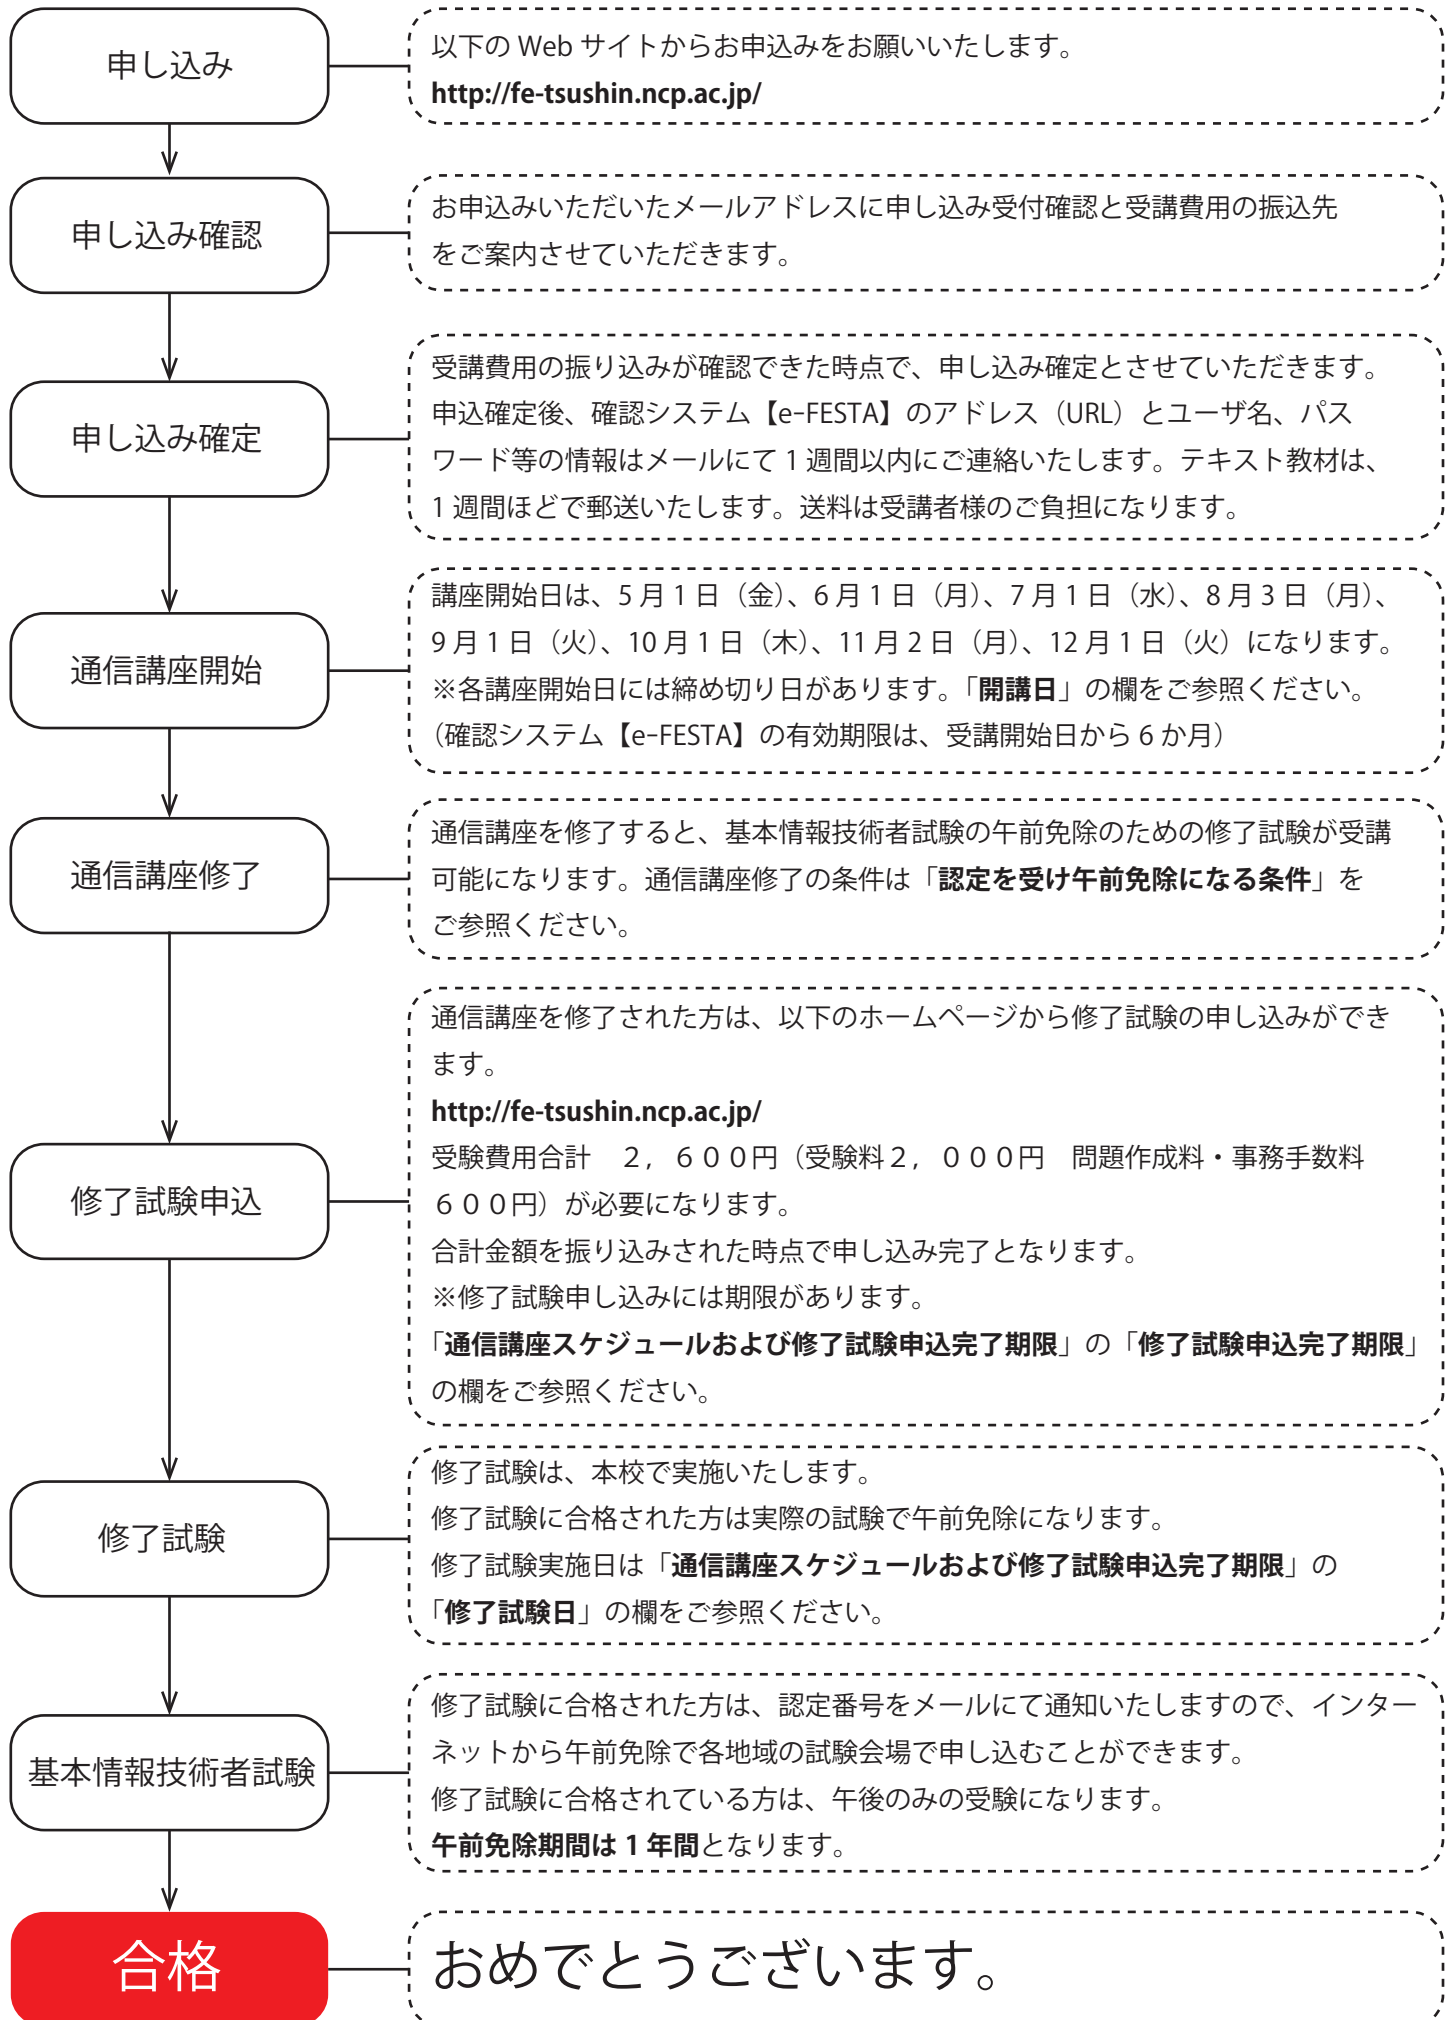 申し込み
以下の Web サイトからお申込みをお願いいたします。
http://fe-tsushin.ncp.ac.jp/
申し込み確認
お申込みいただいたメールアドレスに申し込み受付確認と受講費用の振込先
をご案内させていただきます。
申し込み確定
受講費用の振り込みが確認できた時点で、申し込み確定とさせていただきます。
申込確定後、確認システム【e-FESTA】のアドレス（URL）とユーザ名、パス
ワード等の情報はメールにて 1 週間以内にご連絡いたします。テキスト教材は、
1 週間ほどで郵送いたします。送料は受講者様のご負担になります。
通信講座開始
講座開始日は、5 月 1 日（金）、6 月 1 日（月）、7 月 1 日（水）、8 月 3 日（月）、
9 月 1 日（火）、10 月 1 日（木）、11 月 2 日（月）、12 月 1 日（火）になります。
※各講座開始日には締め切り日があります。「開講日」の欄をご参照ください。
（確認システム【e-FESTA】の有効期限は、受講開始日から 6 か月）
通信講座修了
通信講座を修了すると、基本情報技術者試験の午前免除のための修了試験が受講
可能になります。通信講座修了の条件は「認定を受け午前免除になる条件」を
ご参照ください。
修了試験申込
通信講座を修了された方は、以下のホームページから修了試験の申し込みができ
ます。
http://fe-tsushin.ncp.ac.jp/
受験費用合計　２，６００円（受験料２，０００円　問題作成料・事務手数料
６００円）が必要になります。
合計金額を振り込みされた時点で申し込み完了となります。
※修了試験申し込みには期限があります。
「通信講座スケジュールおよび修了試験申込完了期限」の「修了試験申込完了期限」
の欄をご参照ください。
修了試験
修了試験は、本校で実施いたします。
修了試験に合格された方は実際の試験で午前免除になります。
修了試験実施日は「通信講座スケジュールおよび修了試験申込完了期限」の
「修了試験日」の欄をご参照ください。
基本情報技術者試験
修了試験に合格された方は、認定番号をメールにて通知いたしますので、インター
ネットから午前免除で各地域の試験会場で申し込むことができます。
修了試験に合格されている方は、午後のみの受験になります。
午前免除期間は 1 年間となります。
合格
おめでとうございます。